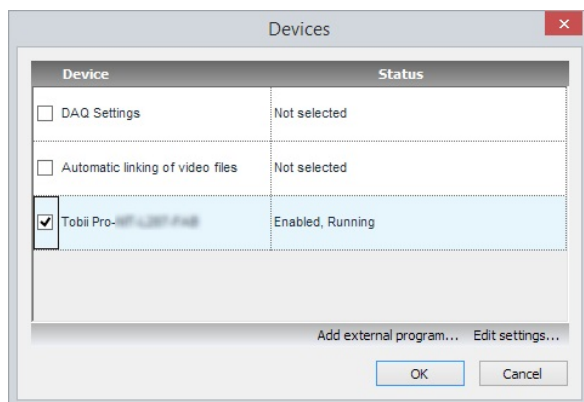 Devices
Device Status
DAQ Settings Not selected
Automatic linking of video files Not selected
Tobii Pro- Enabled, Running
Add external program... Edit settings...
OK Cancel